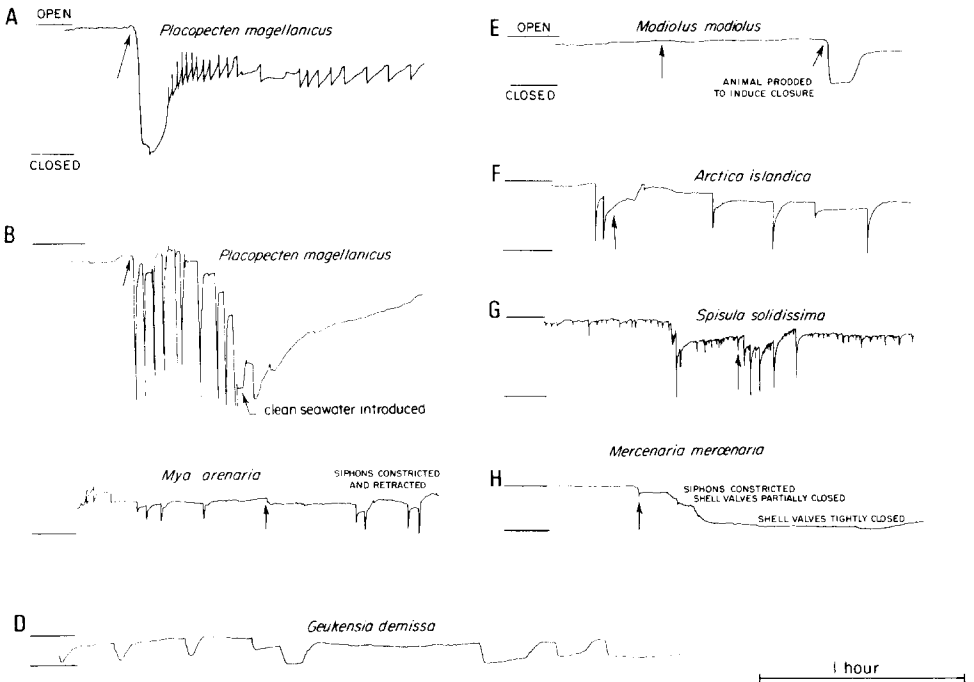 A
OPEN
Placopecten magellanicus
CLOSED
B
Placopecten magellanicus
clean seawater introduced
Mya arenaria
SIPHONS CONSTRICTED
AND RETRACTED
D
Geukensia demissa
E
OPEN
Modiolus modiolus
CLOSED
ANIMAL PRODDED
TO INDUCE CLOSURE
F
Arctica islandica
G
Spisula solidissima
Mercenaria mercenaria
H
SIPHONS CONSTRICTED
SHELL VALVES PARTIALLY CLOSED
SHELL VALVES TIGHTLY CLOSED
1 hour